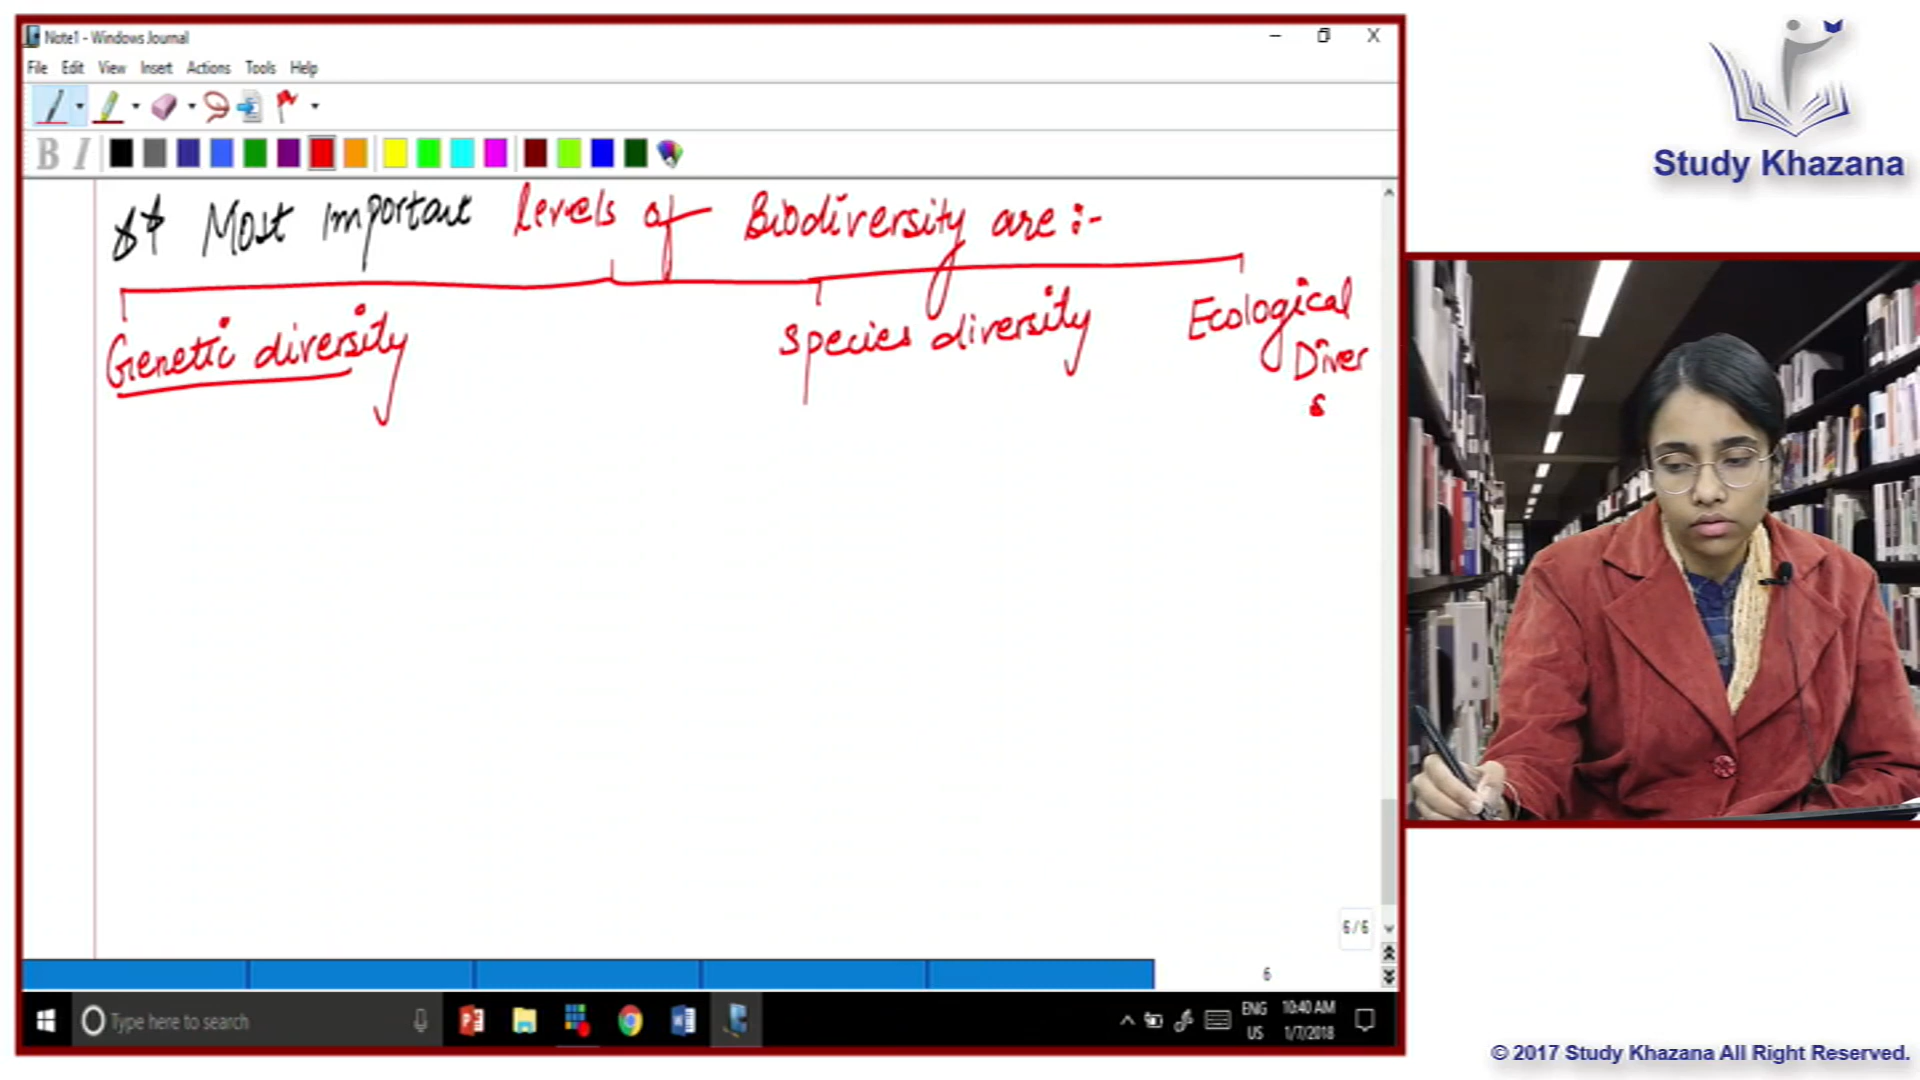 Note1 - Windows Journal
File Edit View Insert Actions Tools Help
B I
Most Important levels of Biodiversity are :-
Genetic diversity
Species diversity
Ecological
Diver
s
6/6
6
Type here to search
ENG
US
10:40 AM
1/7/2018
Study Khazana
© 2017 Study Khazana All Right Reserved.